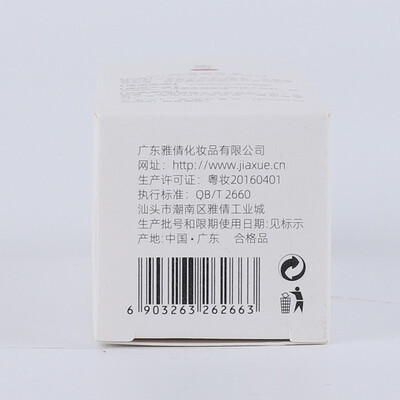 广东雅倩化妆品有限公司
网址: http://www.jiaxue.cn
生产许可证: 粤妆20160401
执行标准: QB/T 2660
汕头市潮南区雅倩工业城
生产批号和限期使用日期:见标示
产地:中国·广东 合格品
6 903263 262663